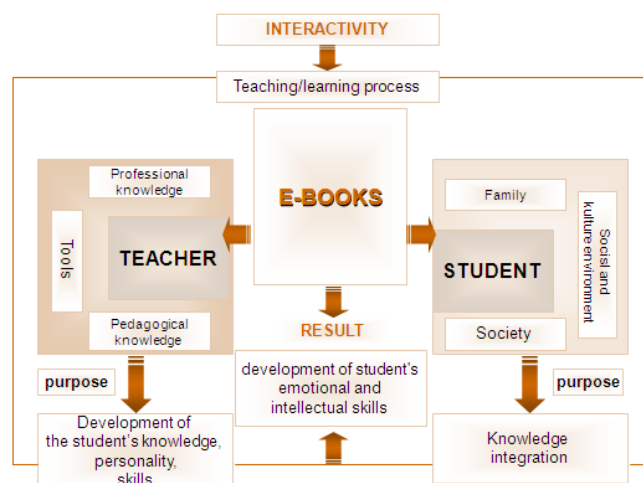 INTERACTIVITY
Teaching/learning process
E-BOOKS
Professional
knowledge
Tools
TEACHER
Pedagogical
knowledge
Family
Socisl and
kulture environment
STUDENT
Society
RESULT
development of student's
emotional and
intellectual skills
purpose
Development of
the student's knowledge,
personality,
skills
purpose
Knowledge
integration